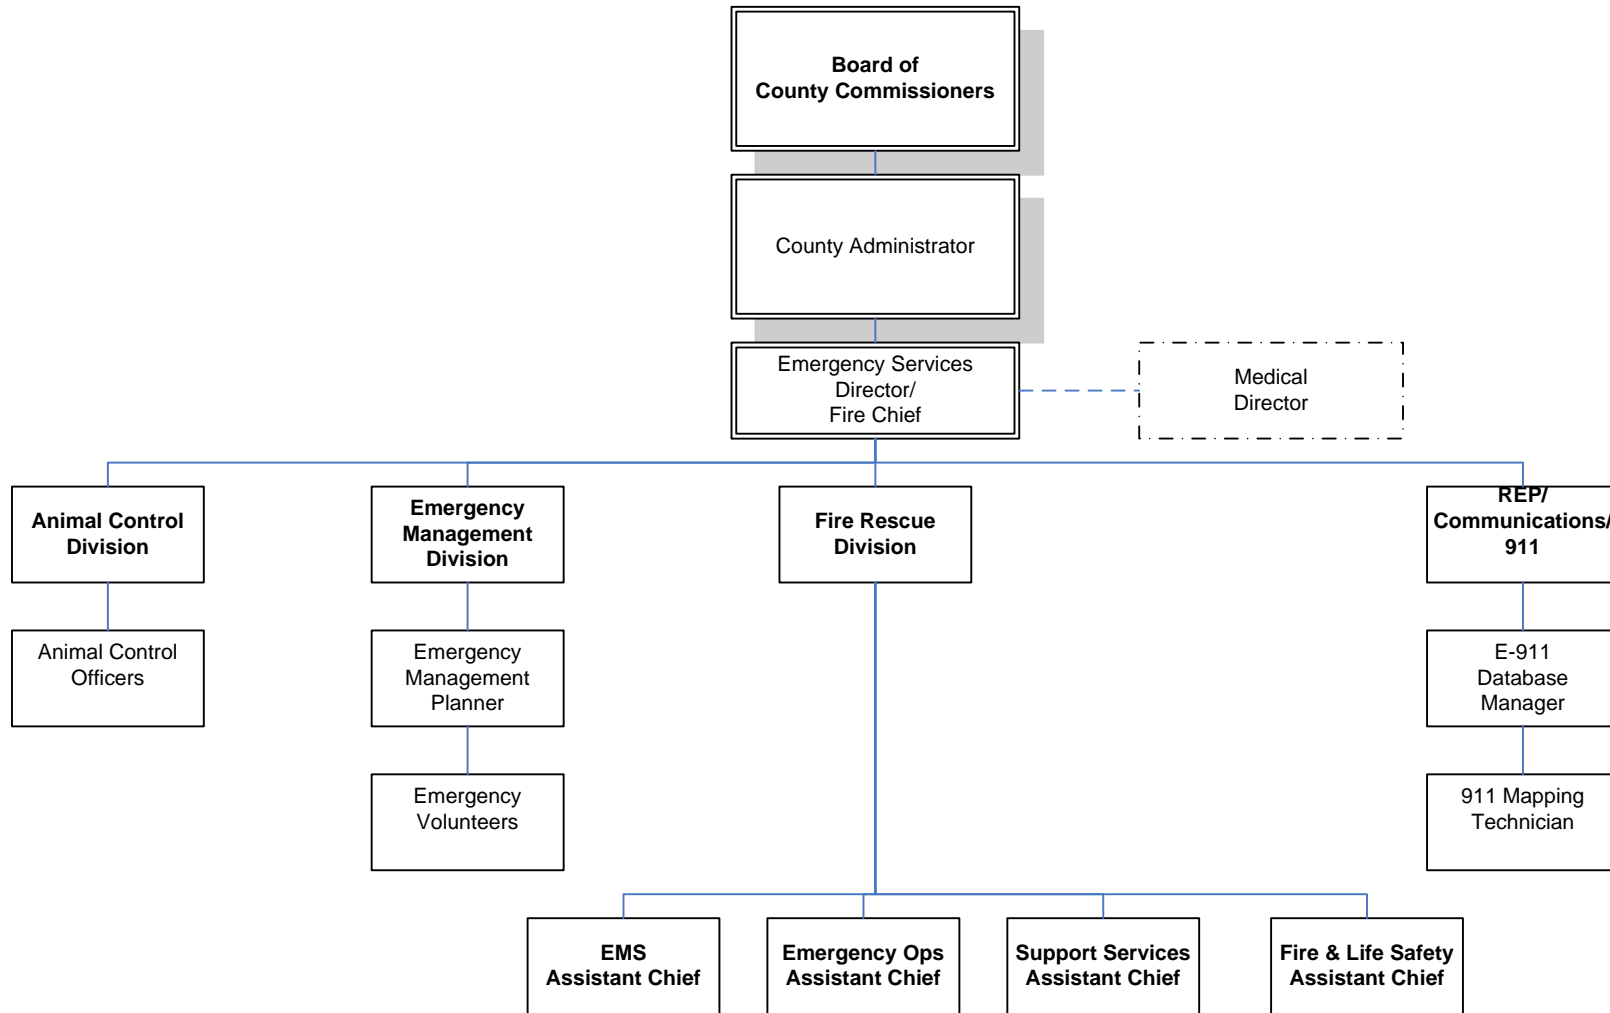 Board of
County Commissioners
County Administrator
Emergency Services
Director/
Fire Chief
Medical
Director
Animal Control
Division
Emergency
Management
Division
Fire Rescue
Division
REP/
Communications/
911
Animal Control
Officers
Emergency
Management
Planner
E-911
Database
Manager
Emergency
Volunteers
911 Mapping
Technician
EMS
Assistant Chief
Emergency Ops
Assistant Chief
Support Services
Assistant Chief
Fire & Life Safety
Assistant Chief